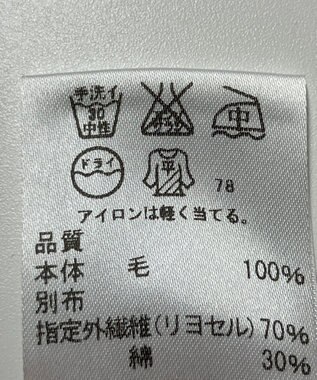 手洗イ
30
中性
エンソ
サラシ
中
ドライ
平
78
アイロンは軽く当てる。
品質
本体 毛 100%
別布
指定外繊維(リヨセル)70%
綿 30%